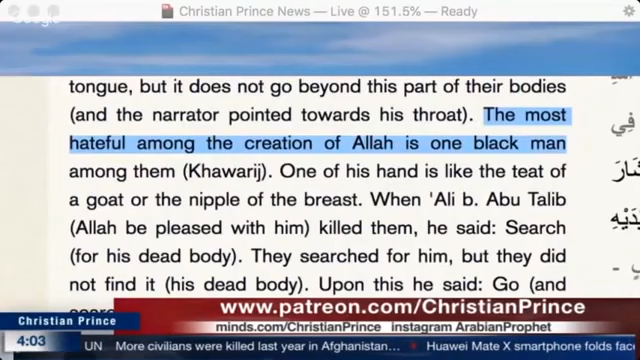 Christian Prince News — Live @ 151.5% — Ready
tongue, but it does not go beyond this part of their bodies
(and the narrator pointed towards his throat). The most
hateful among the creation of Allah is one black man
among them (Khawarij). One of his hand is like the teat of
a goat or the nipple of the breast. When 'Ali b. Abu Talib
(Allah be pleased with him) killed them, he said: Search
(for his dead body). They searched for him, but they did
not find it (his dead body). Upon this he said: Go (and
فِي
www.patreon.com/ChristianPrince
Christian Prince
minds.com/ChristianPrince instagram ArabianProphet
4:03
UN More civilians were killed last year in Afghanistan... Huawei Mate X smartphone folds